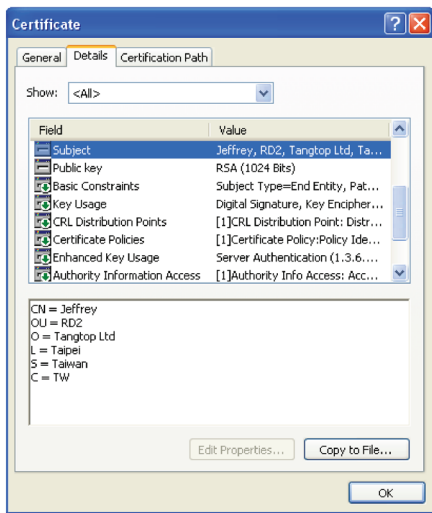 Certificate
General Details Certification Path
Show: <All>
Field Value
Subject Jeffrey, RD2, Tangtop Ltd, Ta...
Public key RSA (1024 Bits)
Basic Constraints Subject Type=End Entity, Pat...
Key Usage Digital Signature, Key Encipher...
CRL Distribution Points [1]CRL Distribution Point: Distr...
Certificate Policies [1]Certificate Policy:Policy Ide...
Enhanced Key Usage Server Authentication (1.3.6....
Authority Information Access [1]Authority Info Access: Acc...
CN = Jeffrey
OU = RD2
O = Tangtop Ltd
L = Taipei
S = Taiwan
C = TW
Edit Properties... Copy to File...
OK